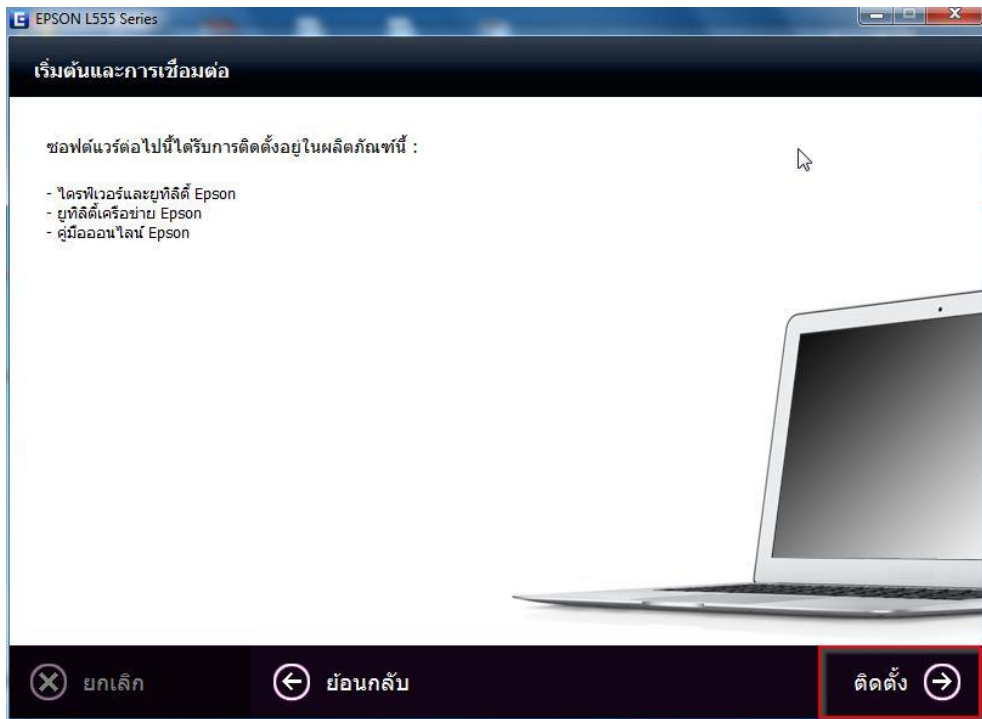 EPSON L555 Series
เริ่มต้นและการเชื่อมต่อ
ซอฟต์แวร์ต่อไปนี้ได้รับการติดตั้งอยู่ในผลิตภัณฑ์นี้ :
- ไดรฟ์เวอร์และยูทิลิตี้ Epson
- ยูทิลิตี้เครือข่าย Epson
- คู่มือออนไลน์ Epson
ยกเลิก
ย้อนกลับ
ติดตั้ง